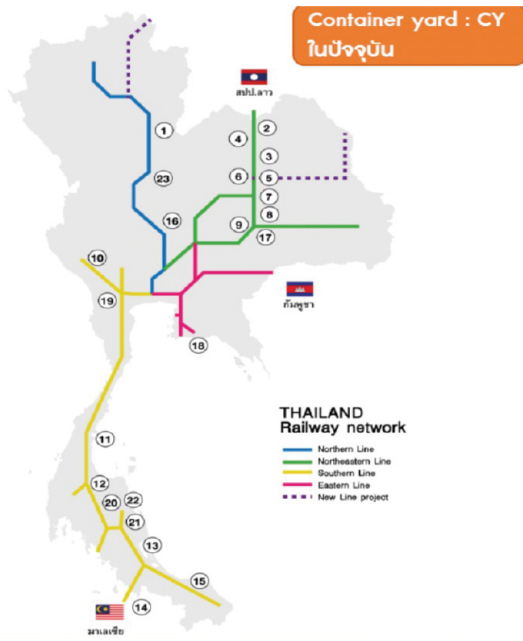 Container yard : CY
ในปัจจุบัน
สปป.ลาว
1
2
4
3
23
6
5
7
16
8
9
17
10
กัมพูชา
19
18
THAILAND
Railway network
11
Northern Line
Northeastern Line
Southern Line
Eastern Line
New Line project
12
20
22
21
13
15
14
มาเลเซีย